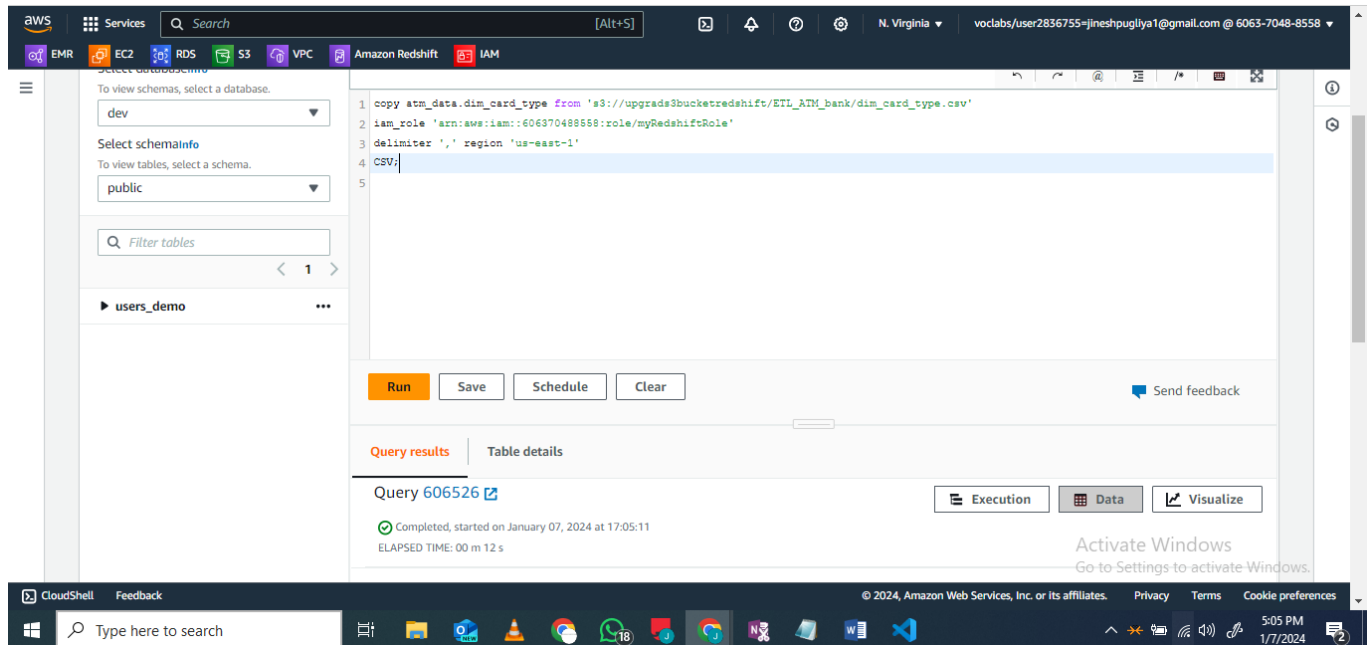 aws
Services
Search
[Alt+S]
N. Virginia
voclabs/user2836755=jineshpugliya1@gmail.com @ 6063-7048-8558
EMR
EC2
RDS
S3
VPC
Amazon Redshift
IAM
Select databaseInfo
To view schemas, select a database.
dev
Select schemaInfo
To view tables, select a schema.
public
Filter tables
1
users_demo
1 copy atm_data.dim_card_type from 's3://upgrads3bucketredshift/ETL_ATM_bank/dim_card_type.csv'
2 iam_role 'arn:aws:iam::606370488558:role/myRedshiftRole'
3 delimiter ',' region 'us-east-1'
4 CSV;
5
Run
Save
Schedule
Clear
Send feedback
Query results
Table details
Query 606526
Execution
Data
Visualize
Completed, started on January 07, 2024 at 17:05:11
ELAPSED TIME: 00 m 12 s
Activate Windows
Go to Settings to activate Windows.
CloudShell
Feedback
© 2024, Amazon Web Services, Inc. or its affiliates.
Privacy
Terms
Cookie preferences
Type here to search
NEW
18
5:05 PM
1/7/2024
2